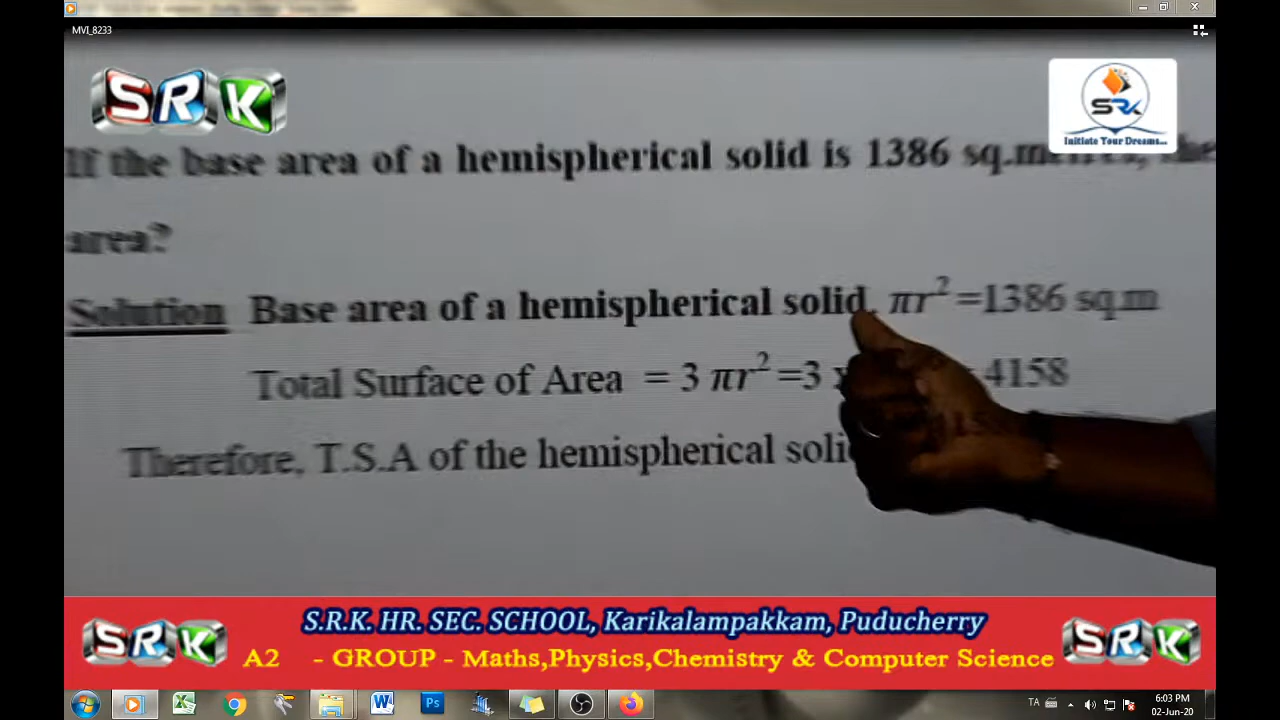 MVI_8233
SRK
SRK
Initiate Your Dreams...
If the base area of a hemispherical solid is 1386 sq.metres,
area?
Solution Base area of a hemispherical solid, πr² =1386 sq.m
Total Surface of Area = 3 πr² =3 4158
Therefore, T.S.A of the hemispherical
SRK
S.R.K. HR. SEC. SCHOOL, Karikalampakkam, Puducherry
A2 - GROUP - Maths,Physics,Chemistry & Computer Science
SRK
TA
6:03 PM
02-Jun-20